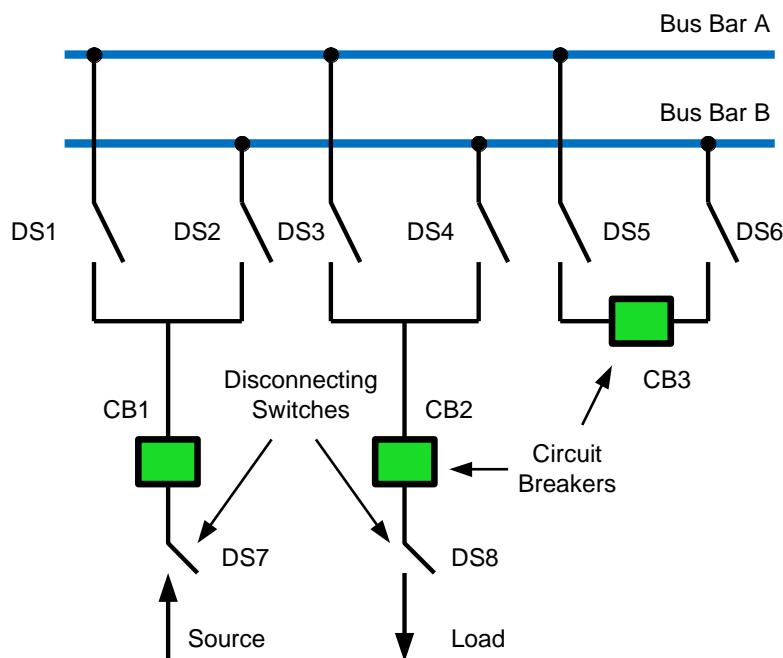 Bus Bar A
Bus Bar B
DS1
DS2
DS3
DS4
DS5
DS6
CB3
Disconnecting
Switches
CB1
CB2
Circuit
Breakers
DS7
DS8
Source
Load